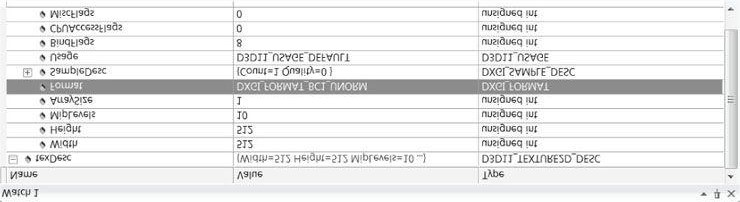 Watch 1
Name Value Type
texDesc {Width=512 Height=512 MipLevels=10 ...} D3D11_TEXTURE2D_DESC
Width 512 unsigned int
Height 512 unsigned int
MipLevels 10 unsigned int
ArraySize 1 unsigned int
Format DXGI_FORMAT_BC1_UNORM DXGI_FORMAT
SampleDesc {Count=1 Quality=0 } DXGI_SAMPLE_DESC
Usage D3D11_USAGE_DEFAULT D3D11_USAGE
BindFlags 8 unsigned int
CPUAccessFlags 0 unsigned int
MiscFlags 0 unsigned int